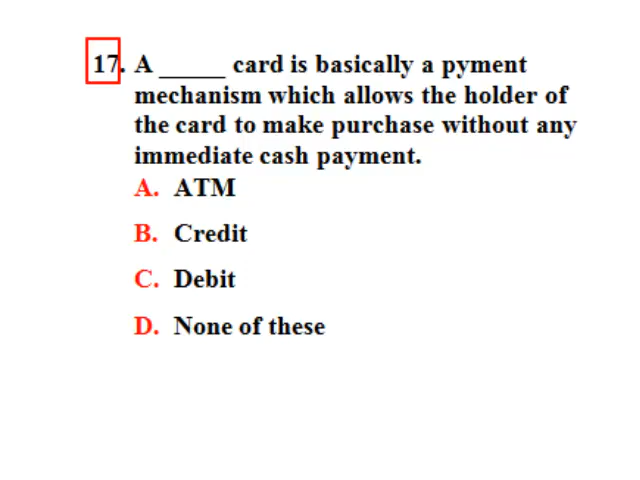 17. A _____ card is basically a pyment
mechanism which allows the holder of
the card to make purchase without any
immediate cash payment.
A. ATM
B. Credit
C. Debit
D. None of these